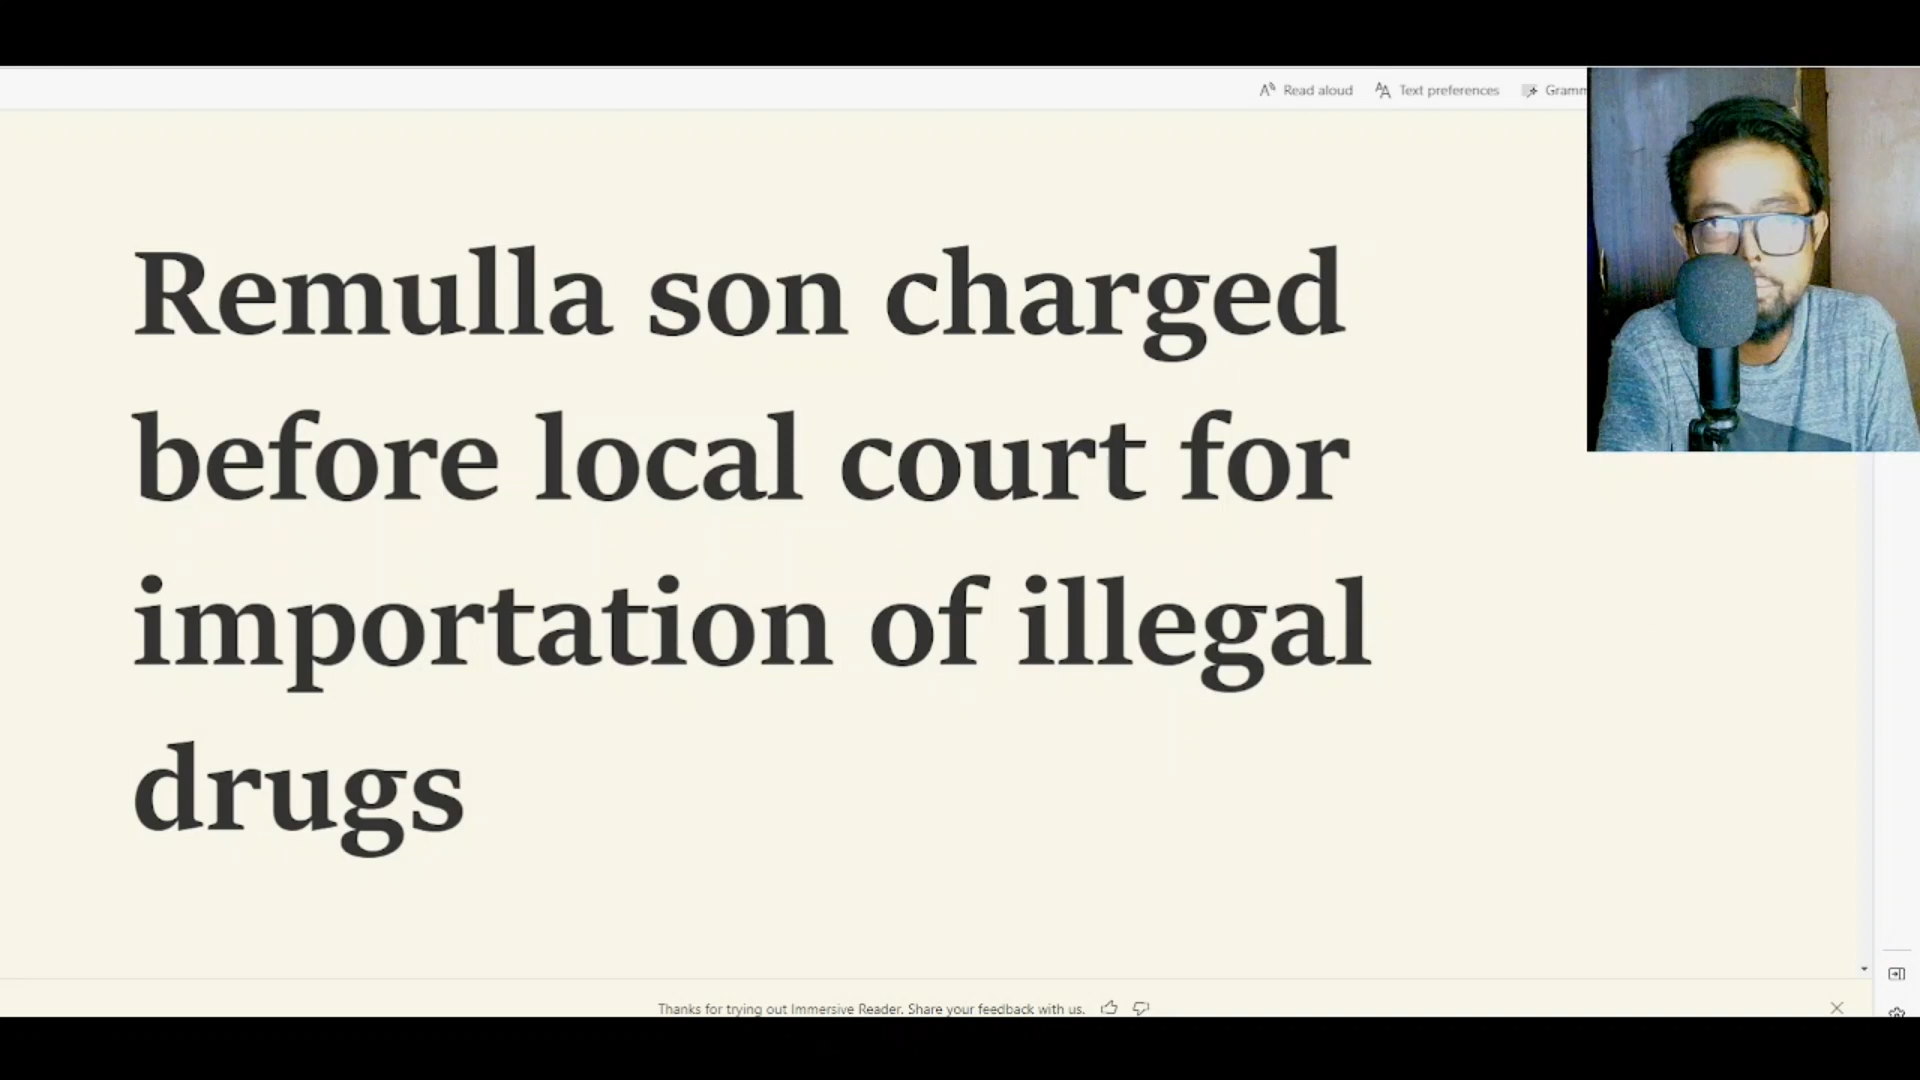 Read aloud Text preferences Gramm
Remulla son charged
before local court for
importation of illegal
drugs
Thanks for trying out Immersive Reader. Share your feedback with us.